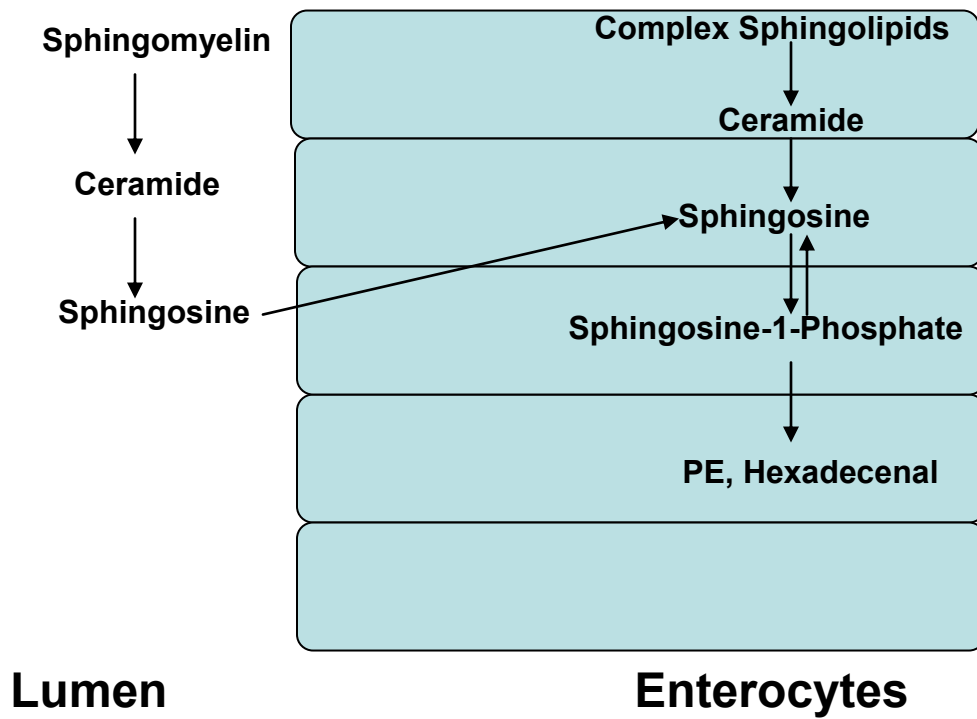 Sphingomyelin
Ceramide
Sphingosine
Complex Sphingolipids
Ceramide
Sphingosine
Sphingosine-1-Phosphate
PE, Hexadecenal
Lumen
Enterocytes